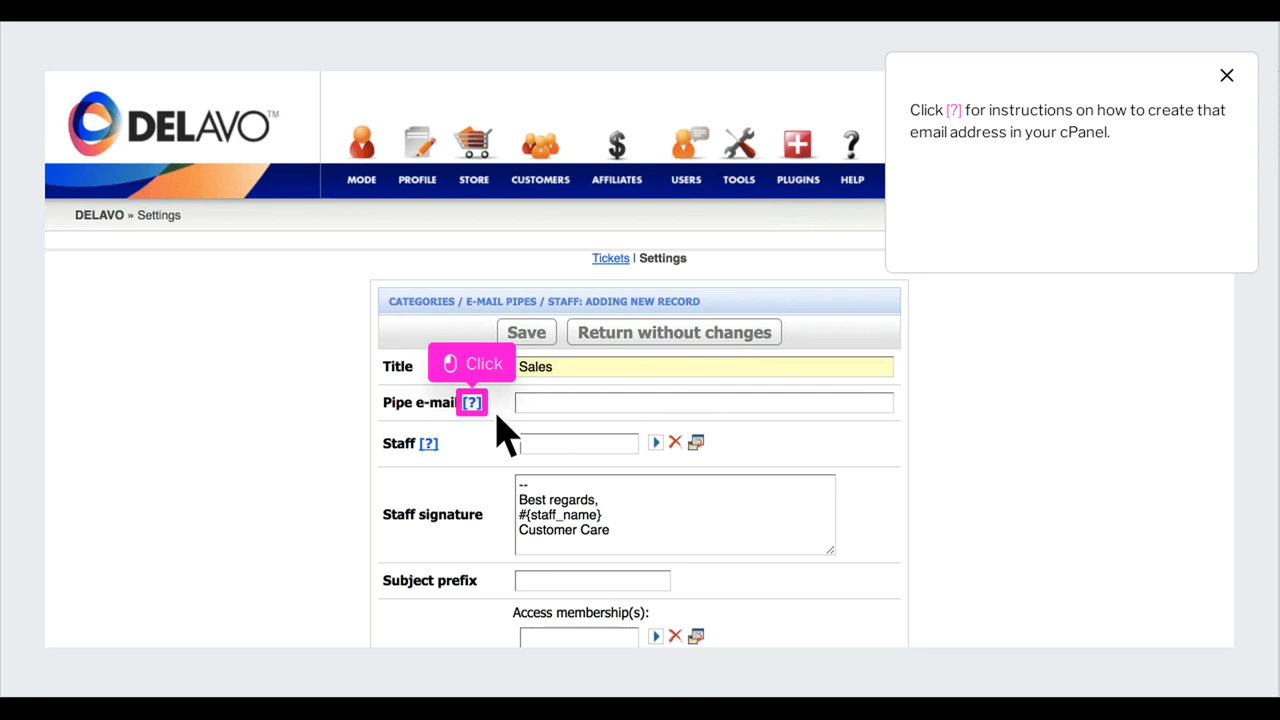 DELAVO™
MODE PROFILE STORE CUSTOMERS AFFILIATES USERS TOOLS PLUGINS HELP
Click [?] for instructions on how to create that
email address in your cPanel.
DELAVO » Settings
Tickets | Settings
CATEGORIES / E-MAIL PIPES / STAFF: ADDING NEW RECORD
Save Return without changes
Title Sales
Click
Pipe e-mail [?]
Staff [?]
Staff signature
--
Best regards,
#{staff_name}
Customer Care
Subject prefix
Access membership(s):